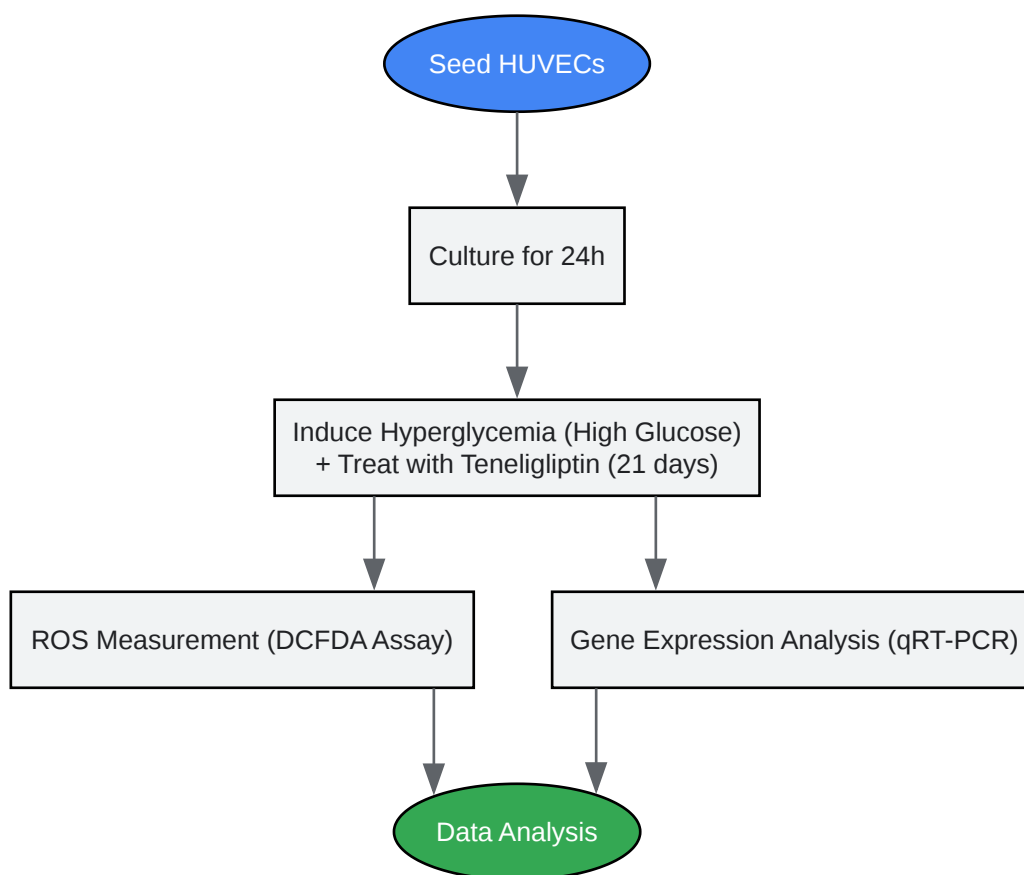 Seed HUVECs
Culture for 24h
Induce Hyperglycemia (High Glucose)
+ Treat with Teneligliptin (21 days)
ROS Measurement (DCFDA Assay)
Gene Expression Analysis (qRT-PCR)
Data Analysis